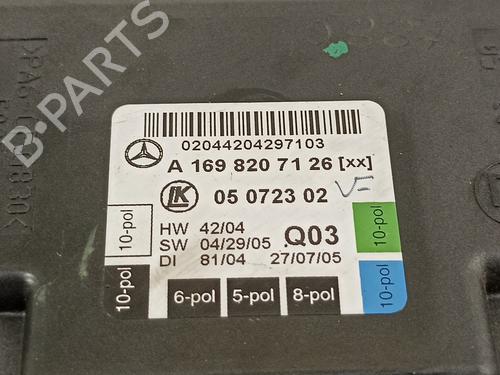 B-PARTS
02044204297103
A 169 820 71 26 [xx]
LK
05 0723 02
VF
HW 42/04
SW 04/29/05
Q03
DI 81/04 27/07/05
10-pol
10-pol
10-pol
10-pol
6-pol
5-pol
8-pol